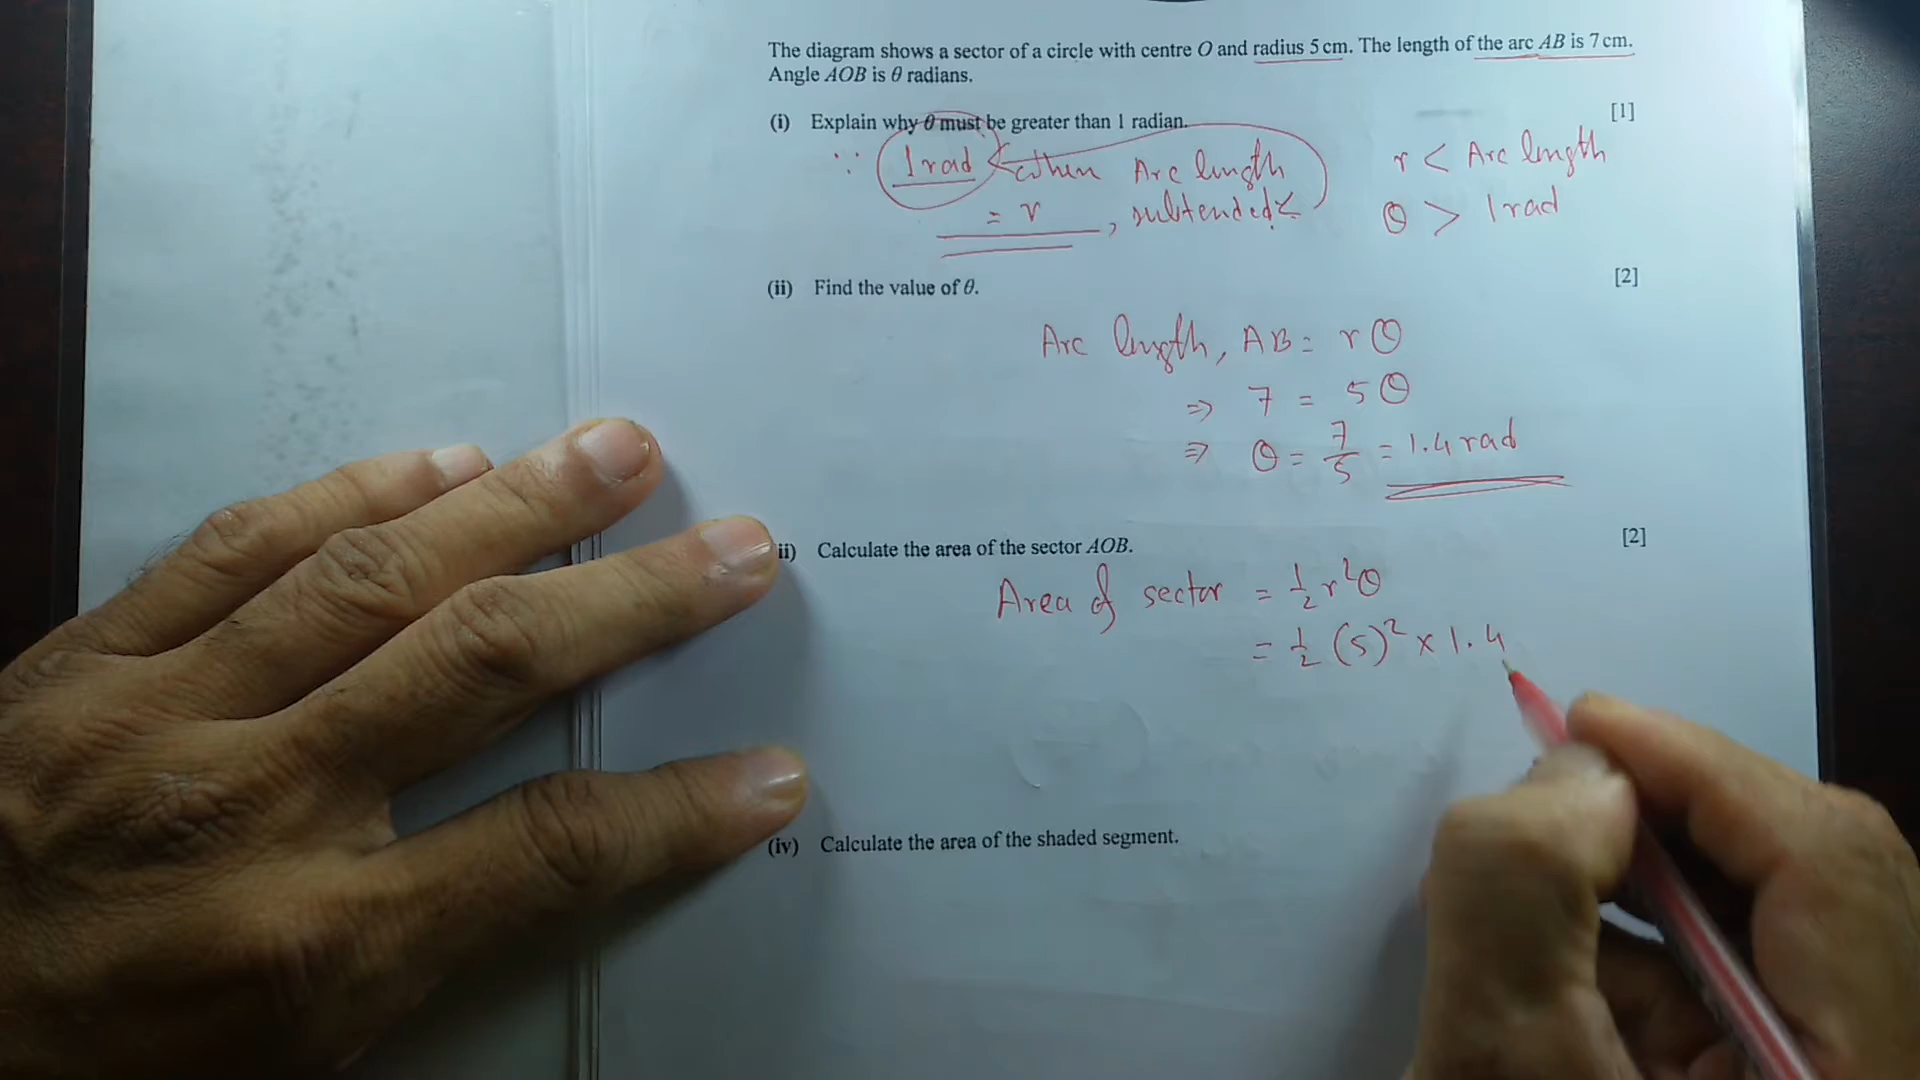 The diagram shows a sector of a circle with centre O and radius 5 cm. The length of the arc AB is 7 cm.
Angle AOB is θ radians.
(i) Explain why θ must be greater than 1 radian. [1]
∵ 1 rad when Arc length r < Arc length
= r, subtended θ > 1 rad
(ii) Find the value of θ. [2]
Arc length, AB = r θ
⇒ 7 = 5 θ
⇒ θ = 7/5 = 1.4 rad
ii) Calculate the area of the sector AOB. [2]
Area of sector = ½ r²θ
= ½ (5)² × 1.4
(iv) Calculate the area of the shaded segment.